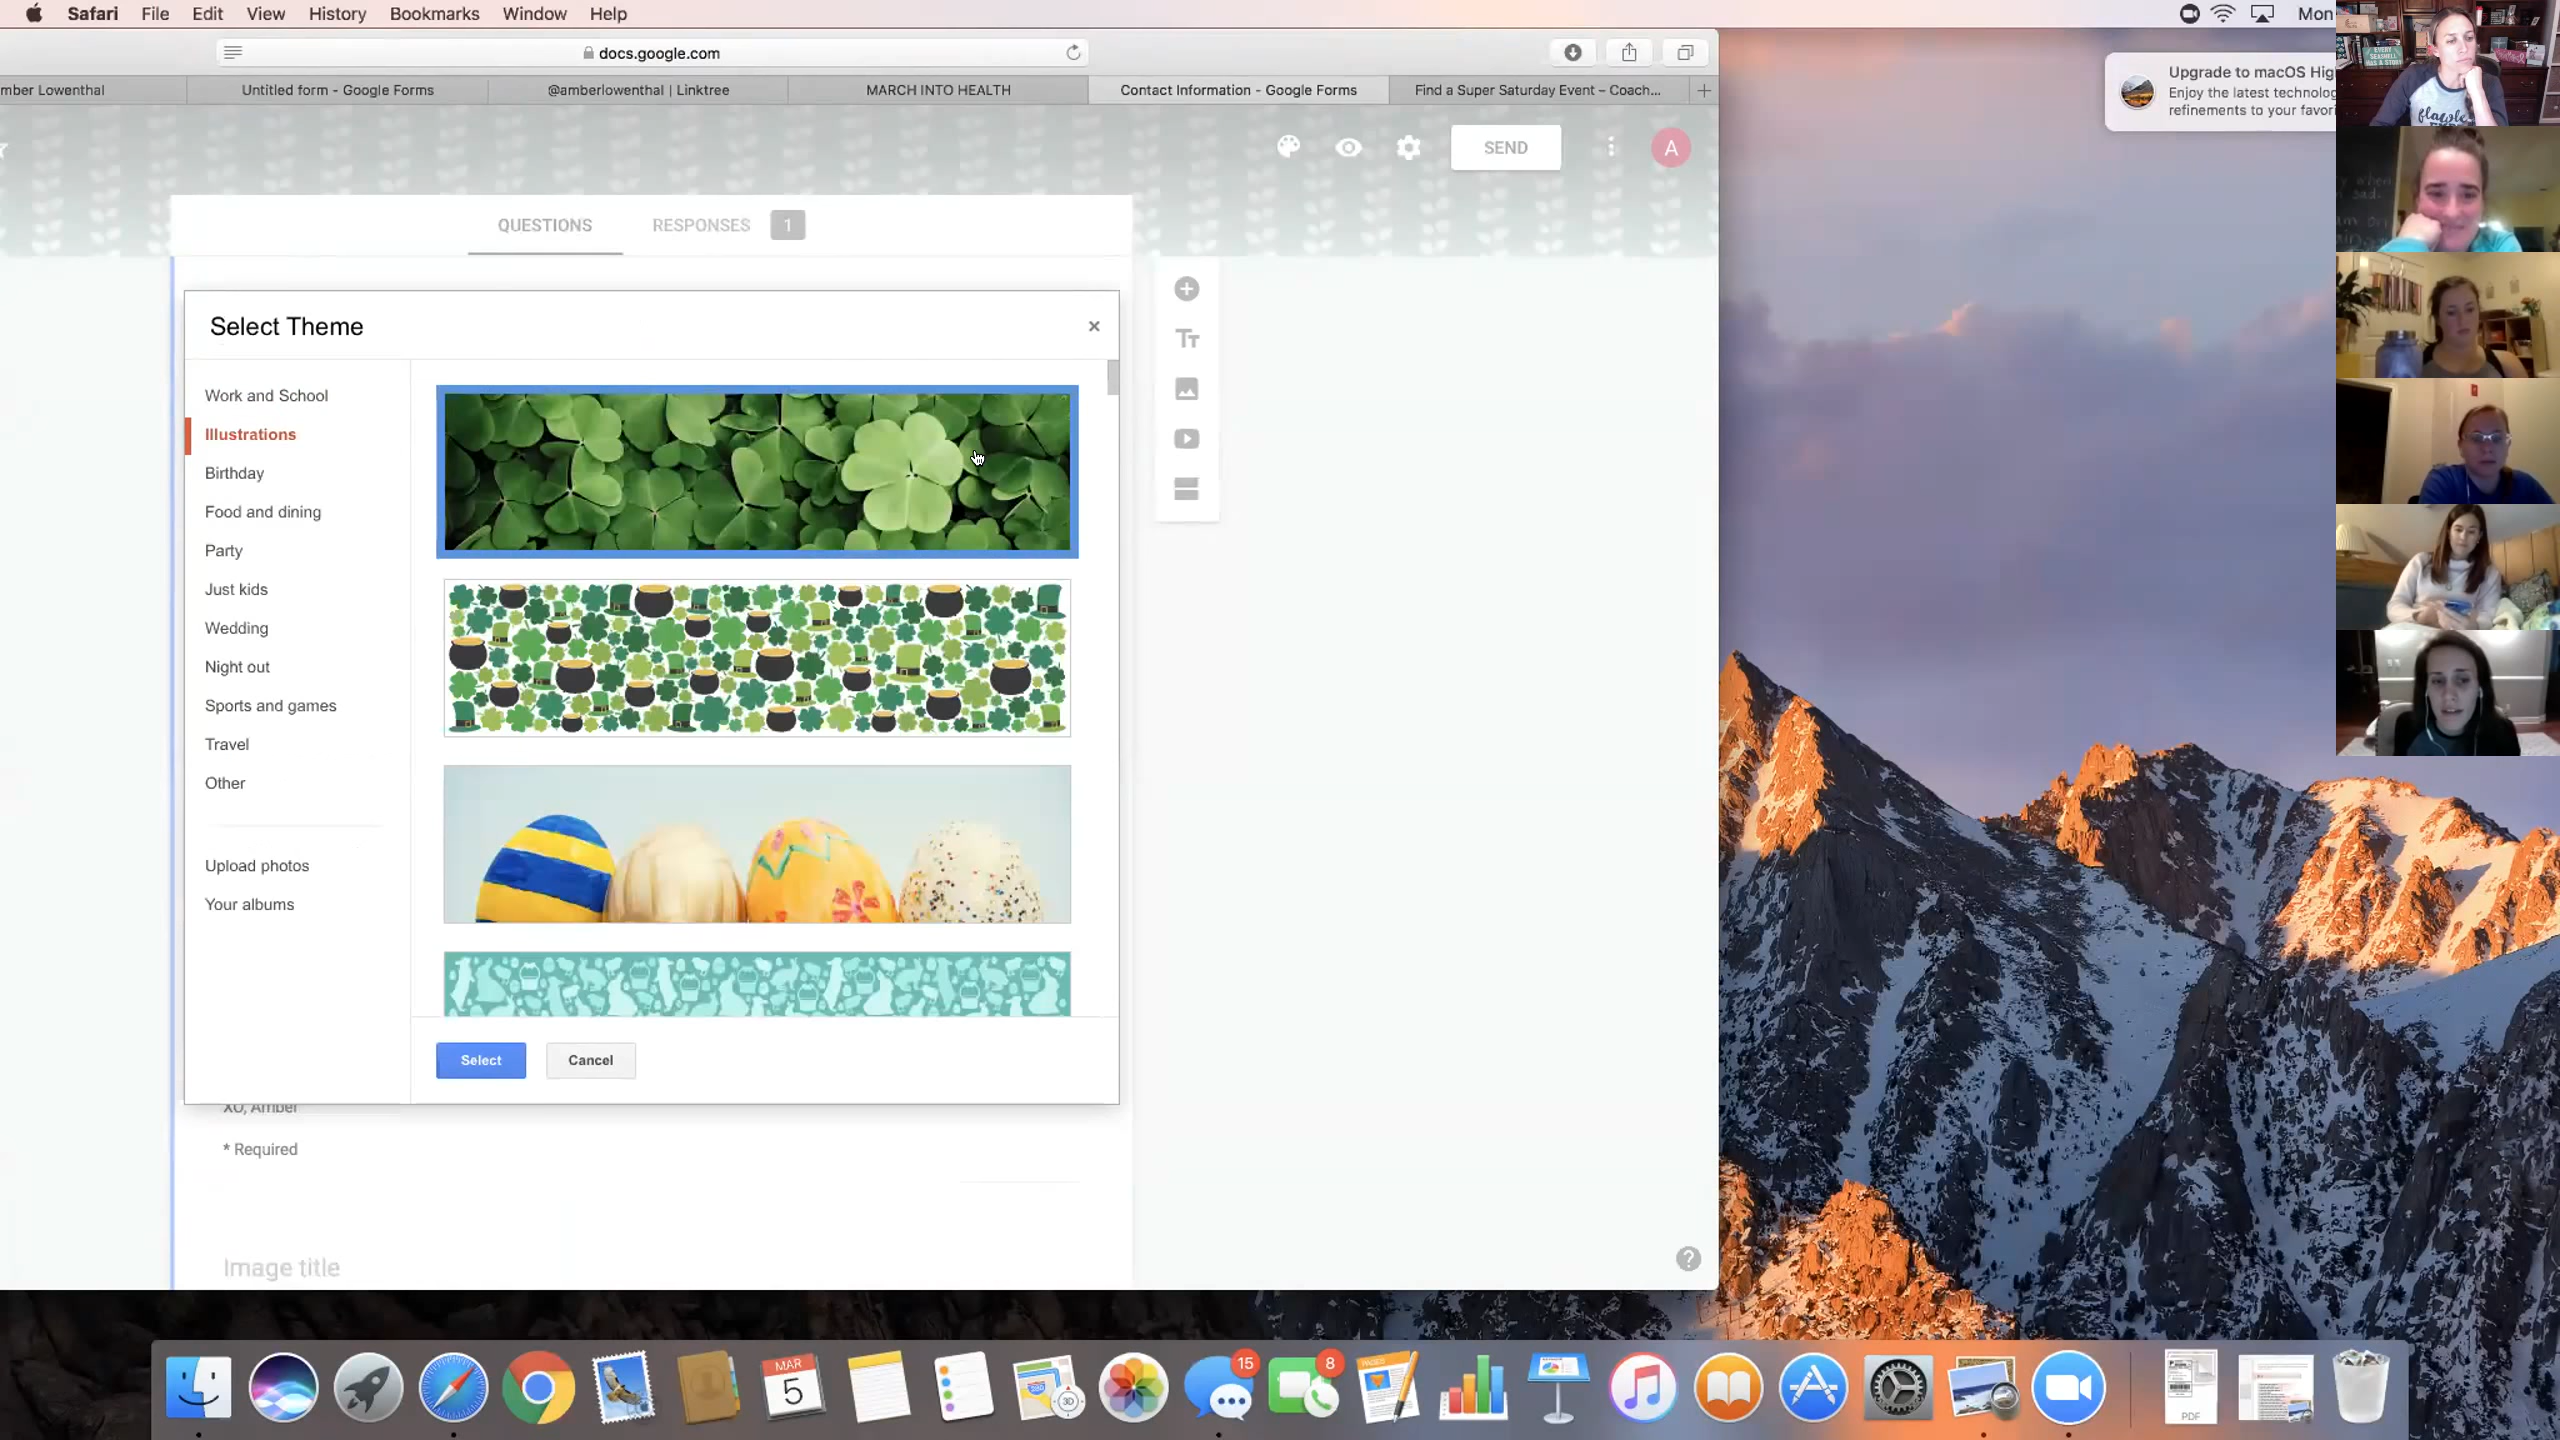 Safari File Edit View History Bookmarks Window Help
Mon
docs.google.com
mber Lowenthal
Untitled form - Google Forms
@amberlowenthal | Linktree
MARCH INTO HEALTH
Contact Information - Google Forms
Find a Super Saturday Event – Coach...
Upgrade to macOS Hig
Enjoy the latest technolog
refinements to your favori
SEND
A
QUESTIONS
RESPONSES
1
Select Theme
Work and School
Illustrations
Birthday
Food and dining
Party
Just kids
Wedding
Night out
Sports and games
Travel
Other
Upload photos
Your albums
Select
Cancel
XO, Amber
* Required
Image title
MAR
5
15
8
PAGES
PDF